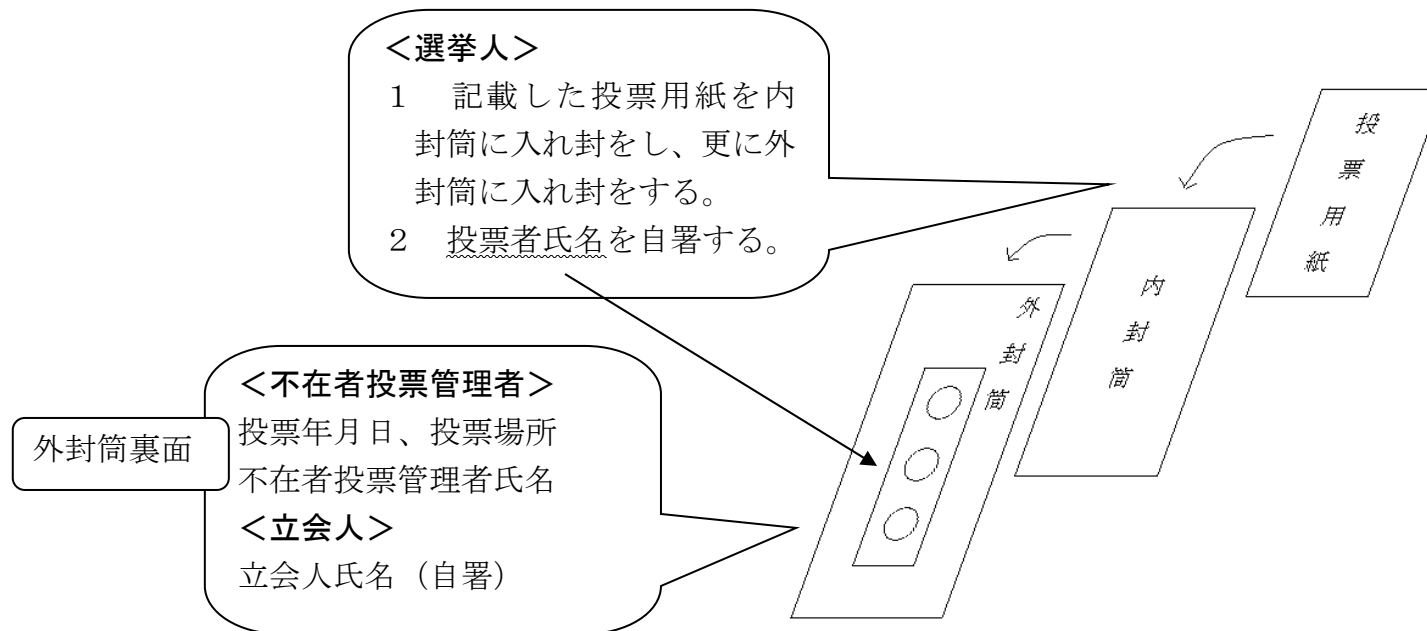 ＜選挙人＞
１　記載した投票用紙を内
封筒に入れ封をし、更に外
封筒に入れ封をする。
２　投票者氏名を自署する。
投票用紙
内封筒
外封筒
〇〇〇
外封筒裏面
＜不在者投票管理者＞
投票年月日、投票場所
不在者投票管理者氏名
＜立会人＞
立会人氏名（自署）